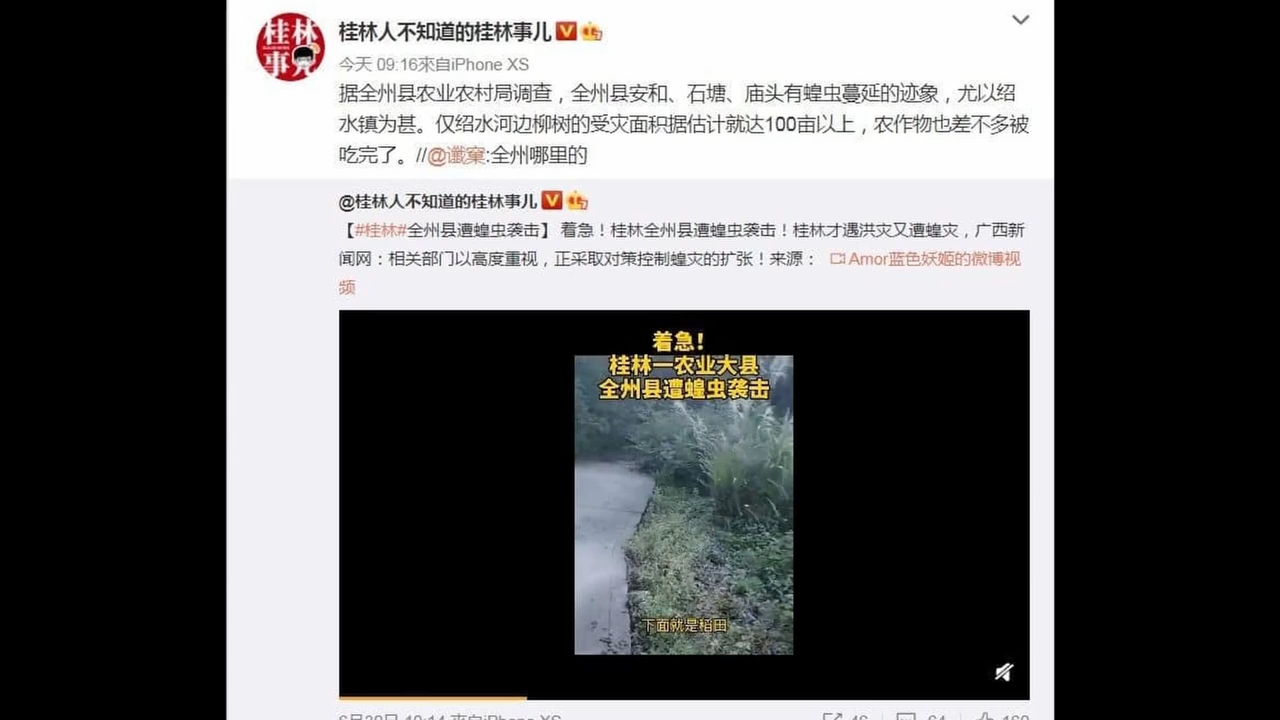 桂林
事儿
桂林人不知道的桂林事儿
今天 09:16來自iPhone XS
据全州县农业农村局调查，全州县安和、石塘、庙头有蝗虫蔓延的迹象，尤以绍
水镇为甚。仅绍水河边柳树的受灾面积据估计就达100亩以上，农作物也差不多被
吃完了。//@谶窠:全州哪里的
@桂林人不知道的桂林事儿
【#桂林#全州县遭蝗虫袭击】 着急！桂林全州县遭蝗虫袭击！桂林才遇洪灾又遭蝗灾，广西新
闻网：相关部门以高度重视，正采取对策控制蝗灾的扩张！来源： Amor蓝色妖姬的微博视
频
着急！
桂林一农业大县
全州县遭蝗虫袭击
下面就是稻田